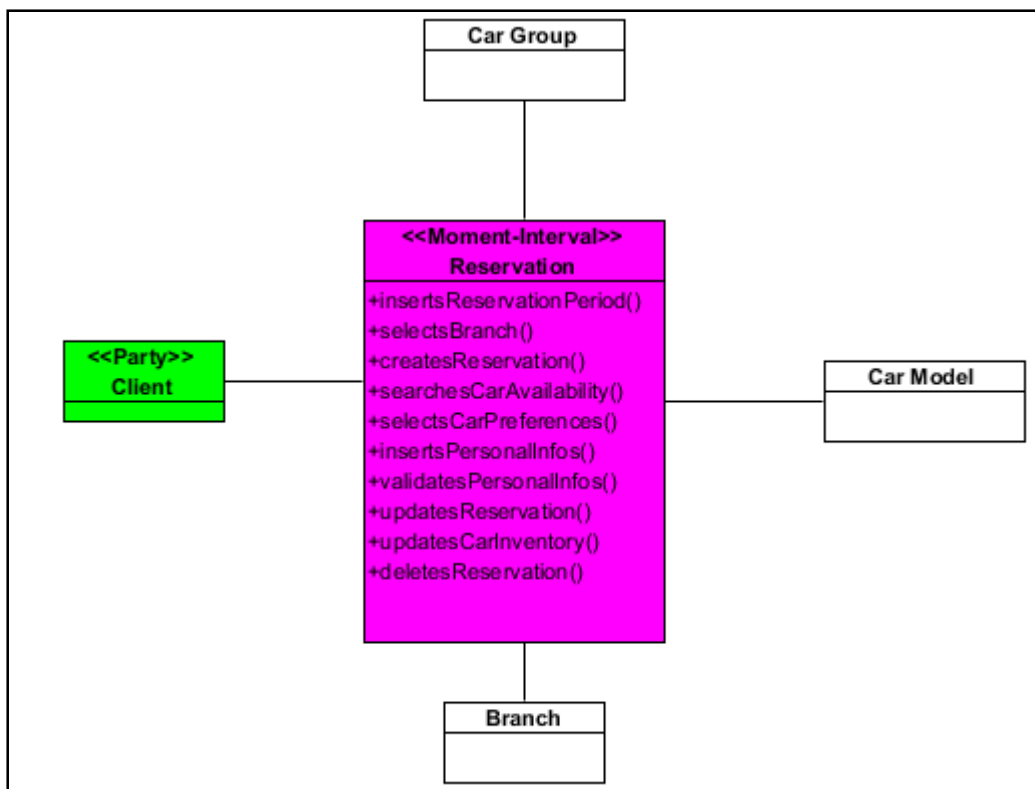 Car Group
<<Moment-Interval>>
Reservation
+insertsReservationPeriod()
+selectsBranch()
+createsReservation()
+searchesCarAvailability()
+selectsCarPreferences()
+insertsPersonalInfos()
+validatesPersonalInfos()
+updatesReservation()
+updatesCarInventory()
+deletesReservation()
<<Party>>
Client
Car Model
Branch